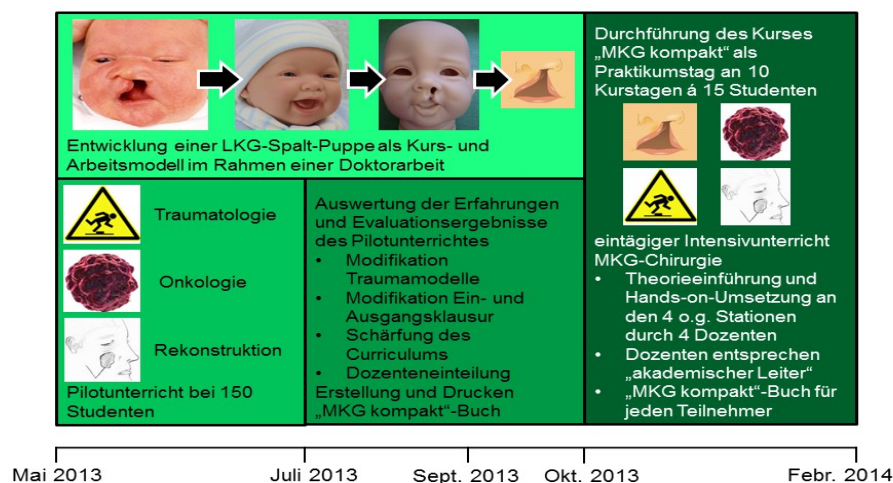 Entwicklung einer LKG-Spalt-Puppe als Kurs- und
Arbeitsmodell im Rahmen einer Doktorarbeit
Traumatologie
Onkologie
Rekonstruktion
Pilotunterricht bei 150
Studenten
Auswertung der Erfahrungen
und Evaluationsergebnisse
des Pilotunterrichtes
• Modifikation
Traumamodelle
• Modifikation Ein- und
Ausgangsklausur
• Schärfung des
Curriculums
• Dozenteneinteilung
Erstellung und Drucken
„MKG kompakt“-Buch
Durchführung des Kurses
„MKG kompakt“ als
Praktikumstag an 10
Kurstagen á 15 Studenten
eintägiger Intensivunterricht
MKG-Chirurgie
• Theorieeinführung und
Hands-on-Umsetzung an
den 4 o.g. Stationen
durch 4 Dozenten
• Dozenten entsprechen
„akademischer Leiter“
• „MKG kompakt“-Buch für
jeden Teilnehmer
Mai 2013 Juli 2013 Sept. 2013 Okt. 2013 Febr. 2014